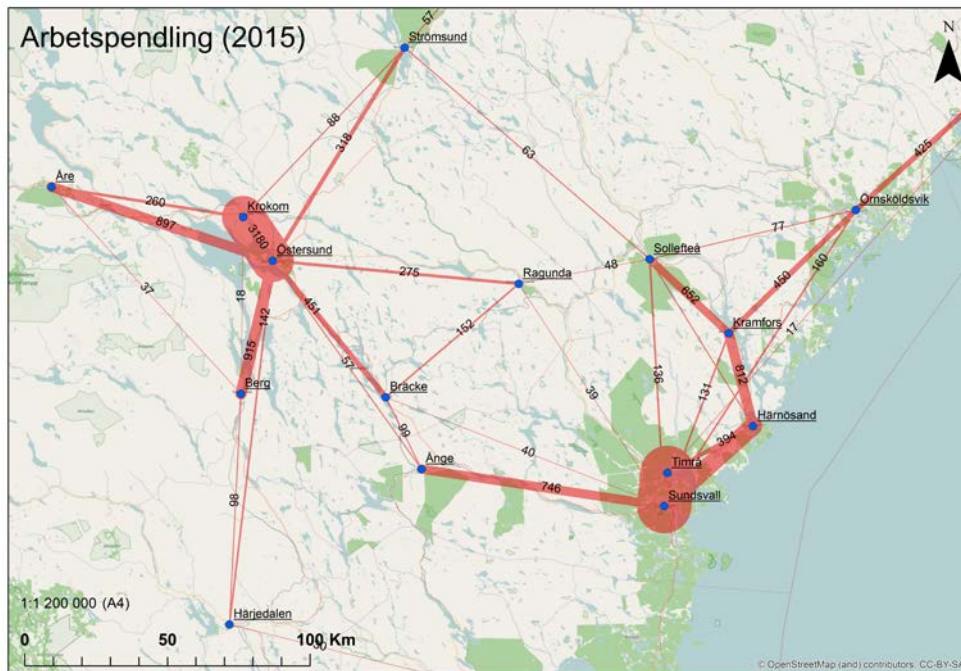 Arbetspendling (2015)
57
Strömsund
N
88
318
63
425
Åre
260
Krokom
897
3180
Östersund
Örnsköldsvik
77
Sollefteå
48
160
275
Ragunda
37
18
142
451
652
450
152
Kramfors
17
915
57
Berg
Bräcke
39
136
131
812
99
Härnösand
40
394
Ånge
Timrå
746
Sundsvall
98
1:1 200 000 (A4)
Härjedalen
0 50 100 Km
© OpenStreetMap (and) contributors, CC-BY-SA